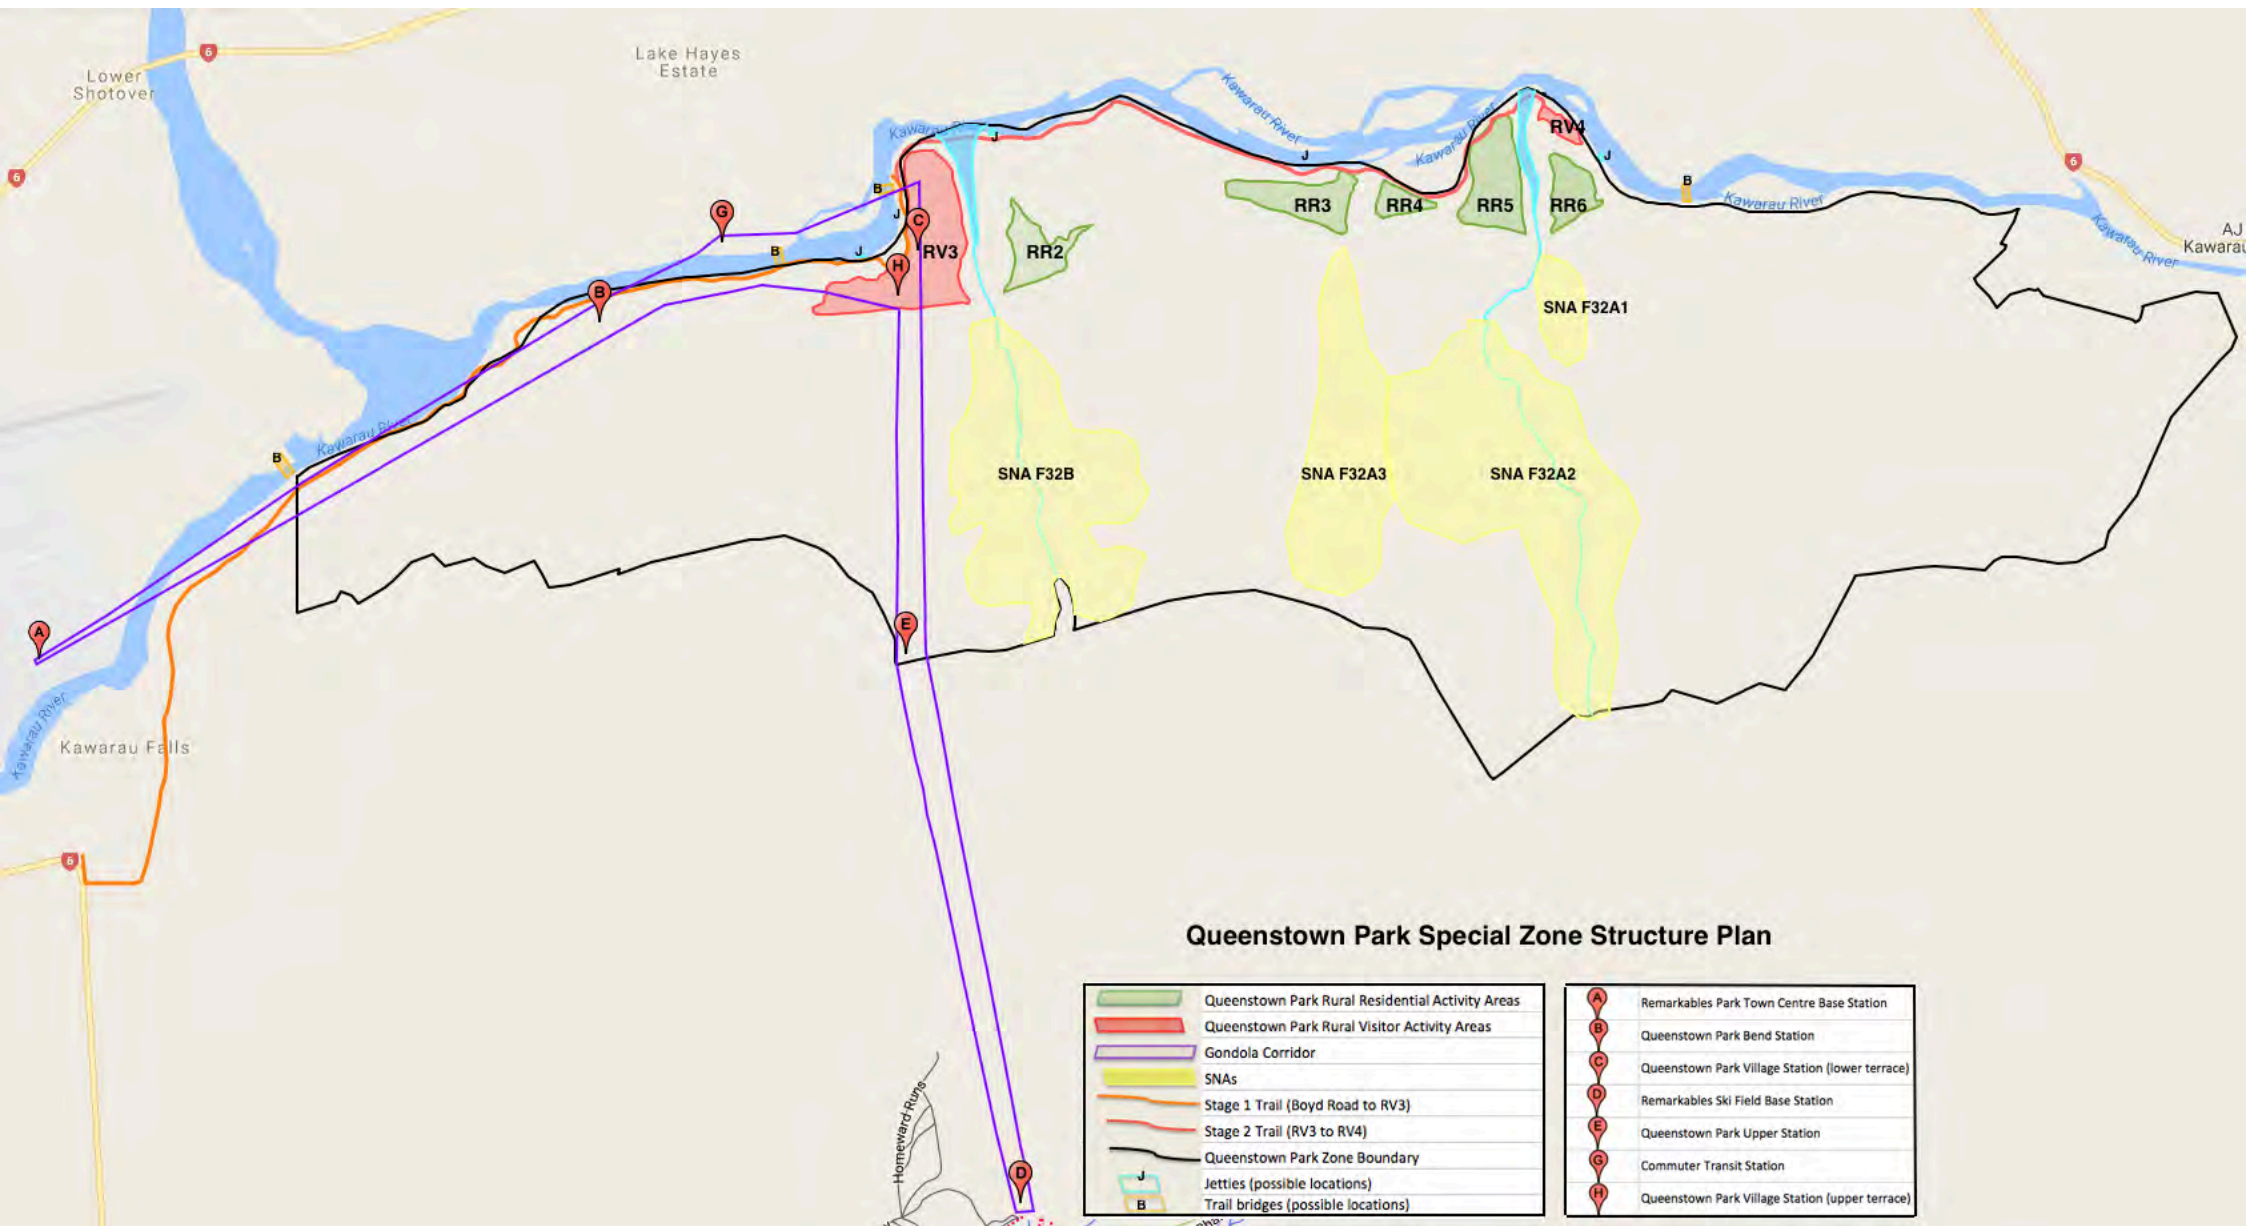 6
Lower
Shotover
Lake Hayes
Estate
6
6
AJ
Kawarau
Kawarau River
Kawarau River
Kawarau River
Kawarau River
Kawarau River
Kawarau River
Kawarau River
Kawarau Falls
6
A
B
G
C
H
E
D
B
B
B
B
J
J
J
J
J
RV3
RV4
RR2
RR3
RR4
RR5
RR6
SNA F32A1
SNA F32B
SNA F32A3
SNA F32A2
Homeward Runs
Queenstown Park Special Zone Structure Plan
Queenstown Park Rural Residential Activity Areas
Queenstown Park Rural Visitor Activity Areas
Gondola Corridor
SNAs
Stage 1 Trail (Boyd Road to RV3)
Stage 2 Trail (RV3 to RV4)
Queenstown Park Zone Boundary
J Jetties (possible locations)
B Trail bridges (possible locations)
A Remarkables Park Town Centre Base Station
B Queenstown Park Bend Station
C Queenstown Park Village Station (lower terrace)
D Remarkables Ski Field Base Station
E Queenstown Park Upper Station
G Commuter Transit Station
H Queenstown Park Village Station (upper terrace)